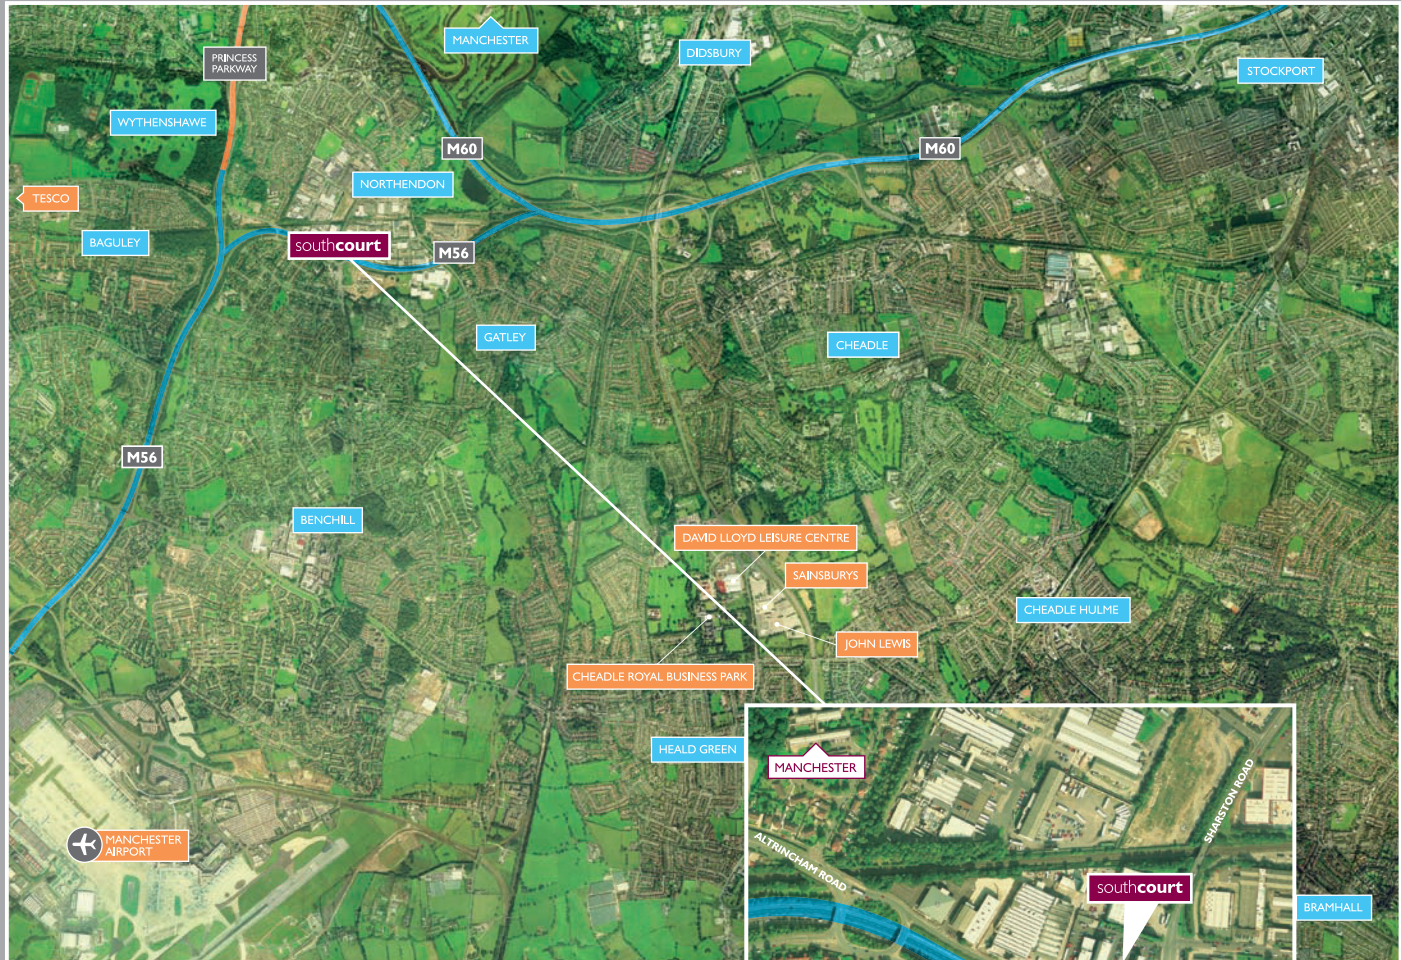 MANCHESTER
DIDSBURY
PRINCESS
PARKWAY
STOCKPORT
WYTHENSHAWE
M60
M60
NORTHENDON
TESCO
BAGULEY
southcourt
M56
GATLEY
CHEADLE
M56
BENCHILL
DAVID LLOYD LEISURE CENTRE
SAINSBURYS
CHEADLE HULME
JOHN LEWIS
CHEADLE ROYAL BUSINESS PARK
HEALD GREEN
MANCHESTER
SHARSTON ROAD
MANCHESTER
AIRPORT
ALTRINCHAM ROAD
southcourt
BRAMHALL